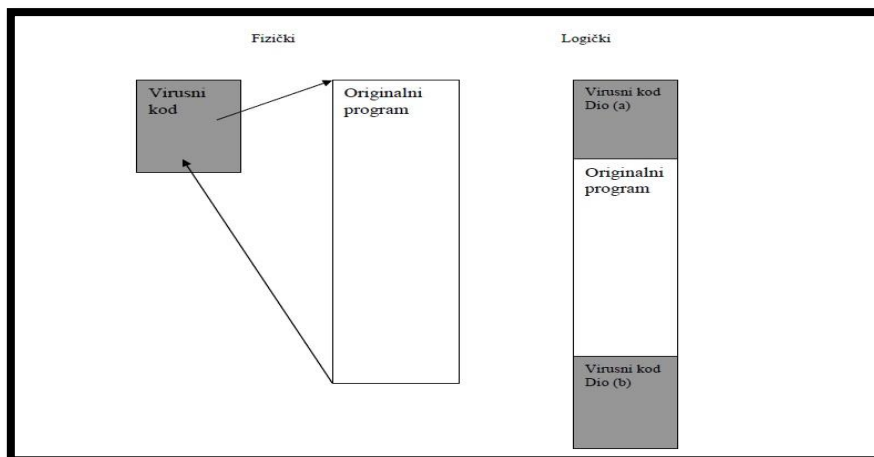 Fizički
Logički
Virusni
kod
Originalni
program
Virusni kod
Dio (a)
Originalni
program
Virusni kod
Dio (b)